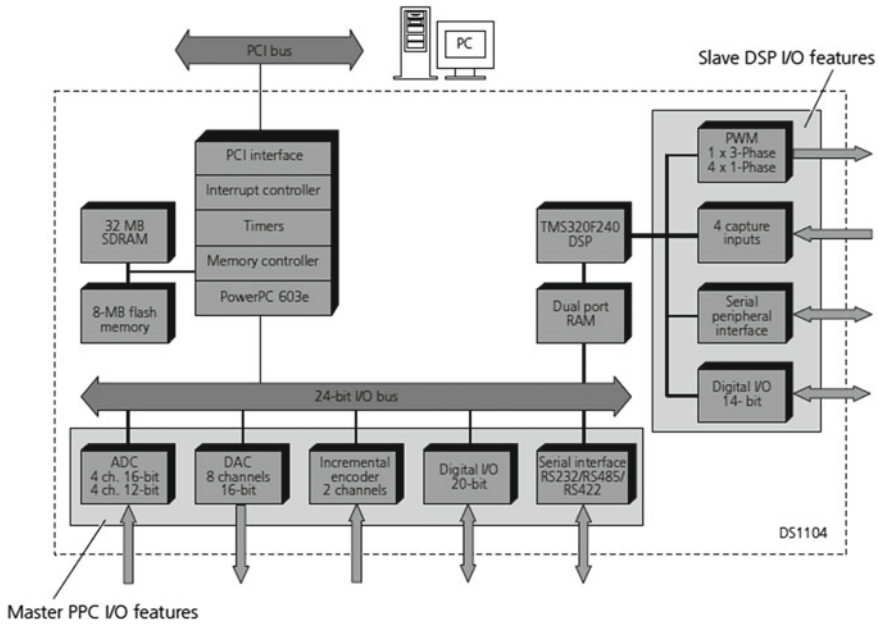 PCI bus
PC
Slave DSP I/O features
PCI interface
Interrupt controller
Timers
Memory controller
PowerPC 603e
32 MB
SDRAM
8-MB flash
memory
TMS320F240
DSP
Dual port
RAM
PWM
1 x 3-Phase
4 x 1-Phase
4 capture
inputs
Serial
peripheral
interface
Digital I/O
14- bit
24-bit I/O bus
ADC
4 ch. 16-bit
4 ch. 12-bit
DAC
8 channels
16-bit
Incremental
encoder
2 channels
Digital I/O
20-bit
Serial interface
RS232/RS485/
RS422
DS1104
Master PPC I/O features